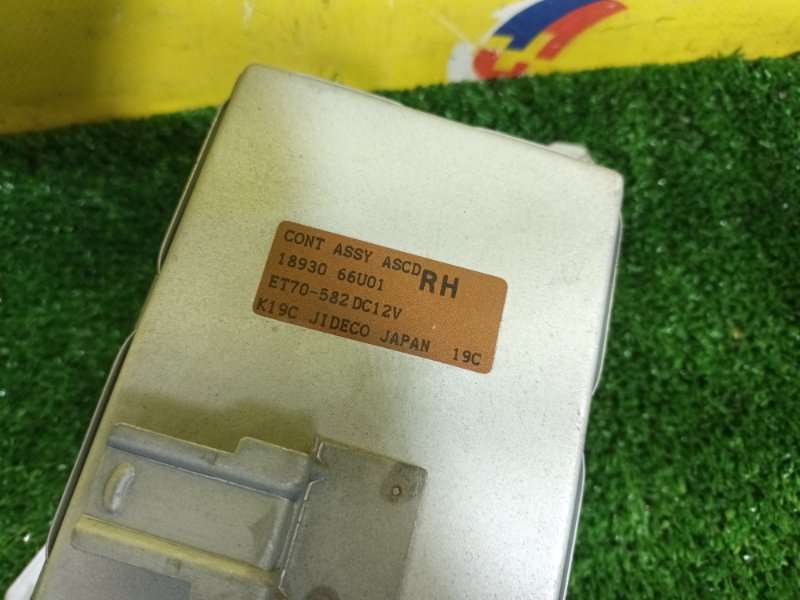 CONT ASSY ASCD RH
18930 66U01
ET70-582 DC12V
K19C JIDECO JAPAN 19C